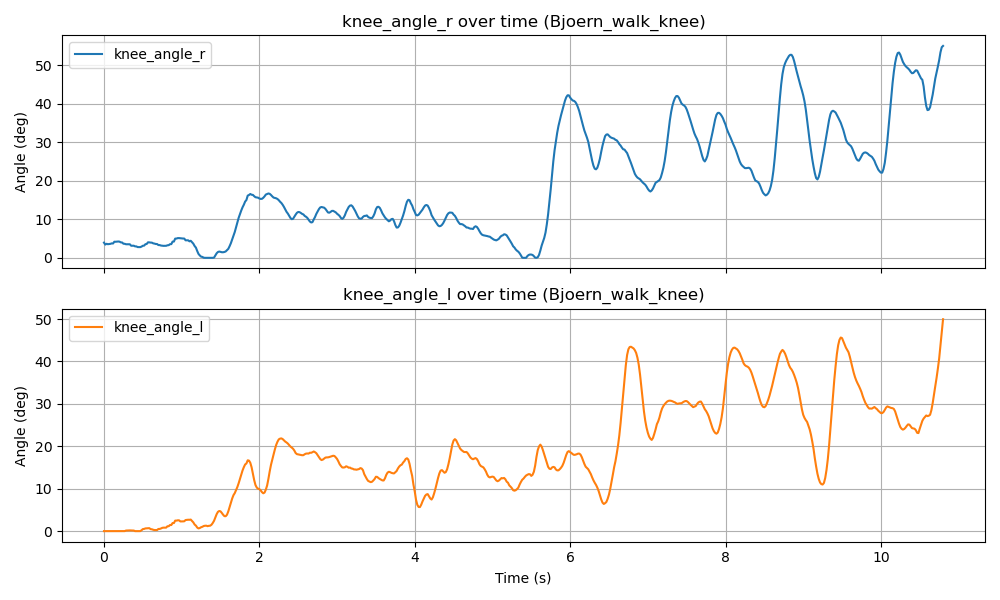 knee_angle_r over time (Bjoern_walk_knee)
knee_angle_r
50
40
30
20
10
0
Angle (deg)
knee_angle_l over time (Bjoern_walk_knee)
knee_angle_l
50
40
30
20
10
0
Angle (deg)
0 2 4 6 8 10
Time (s)